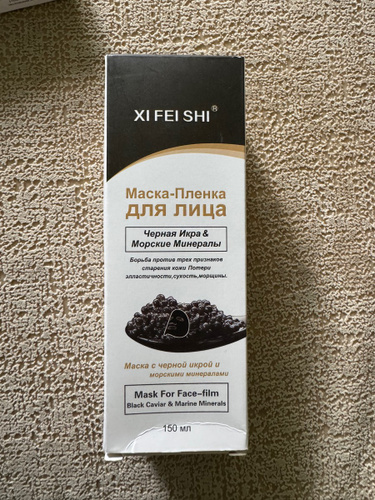 XI FEI SHI®
Маска-Пленка
для лица
Черная Икра &
Морские Минералы
Борьба против трех признаков
старения кожи Потери
эпластичности,сухость,морщины.
Маска с черной икрой и
морскими минералами
Mask For Face-film
Black Caviar & Marine Minerals
150 мл